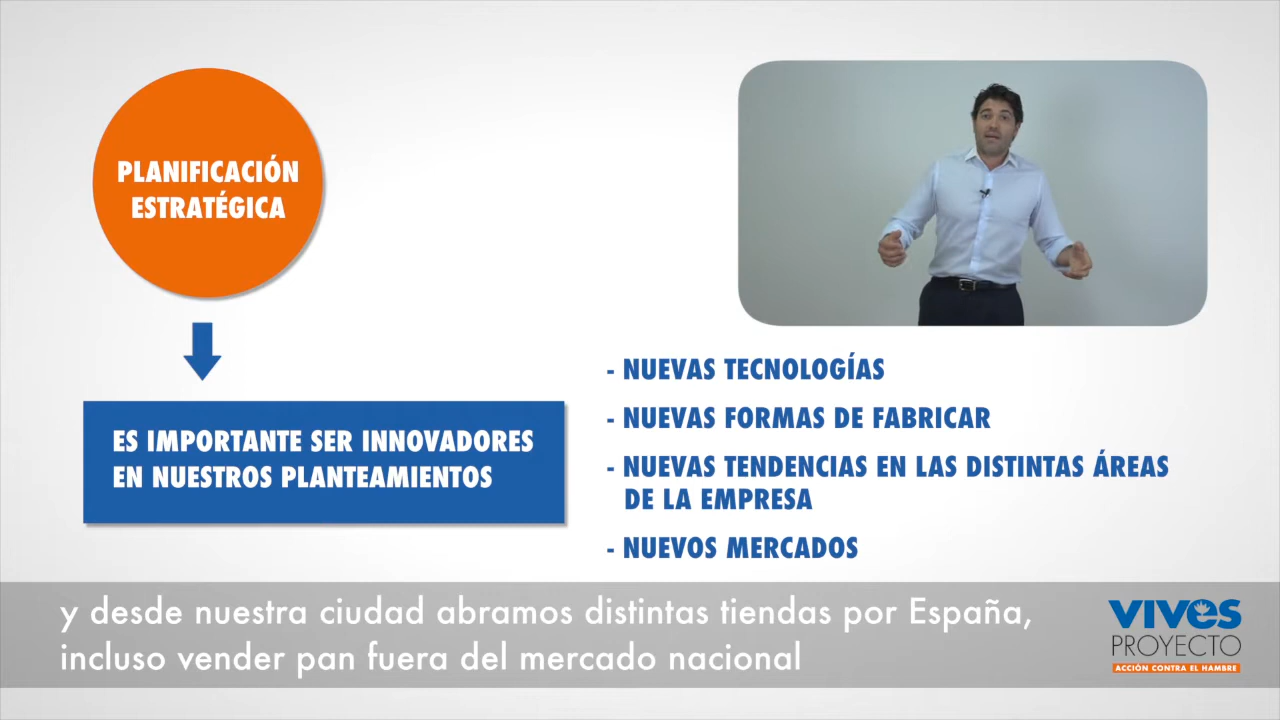 PLANIFICACIÓN
ESTRATÉGICA
ES IMPORTANTE SER INNOVADORES
EN NUESTROS PLANTEAMIENTOS
- NUEVAS TECNOLOGÍAS
- NUEVAS FORMAS DE FABRICAR
- NUEVAS TENDENCIAS EN LAS DISTINTAS ÁREAS
DE LA EMPRESA
- NUEVOS MERCADOS
y desde nuestra ciudad abramos distintas tiendas por España,
incluso vender pan fuera del mercado nacional
VIVES
PROYECTO
ACCIÓN CONTRA EL HAMBRE